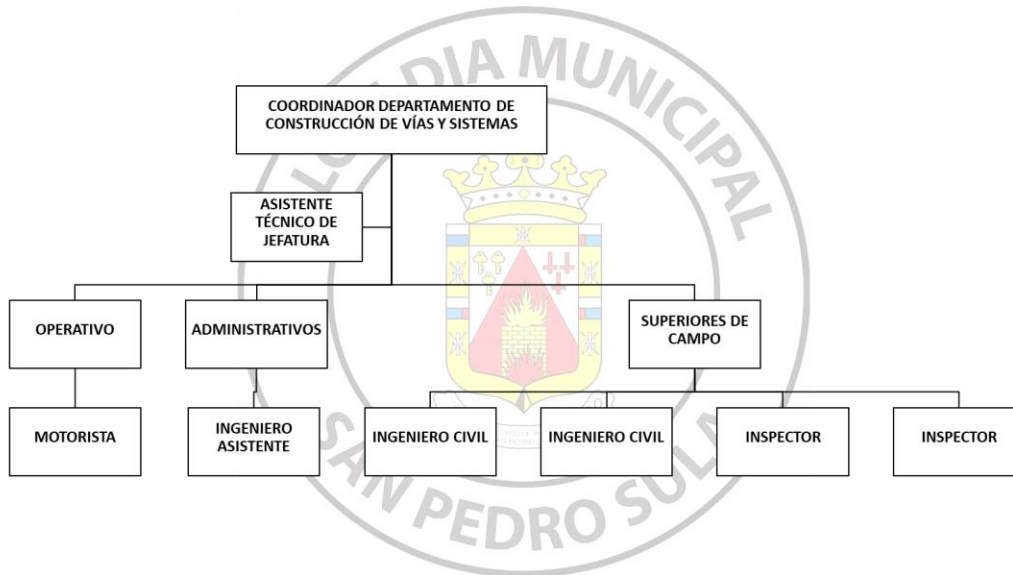 COORDINADOR DEPARTAMENTO DE
CONSTRUCCIÓN DE VÍAS Y SISTEMAS
ASISTENTE
TÉCNICO DE
JEFATURA
OPERATIVO
ADMINISTRATIVOS
SUPERIORES DE
CAMPO
MOTORISTA
INGENIERO
ASISTENTE
INGENIERO CIVIL
INGENIERO CIVIL
INSPECTOR
INSPECTOR
MUNICIPAL
SAN PEDRO SULA